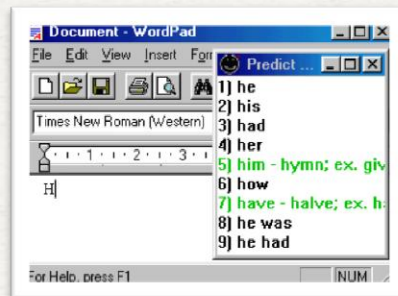 Document - WordPad
File Edit View Insert For
Times New Roman (Western)
1 2 3
H
For Help, press F1
NUM
Predict ...
1) he
2) his
3) had
4) her
5) him - hymn; ex. giv
6) how
7) have - halve; ex. h
8) he was
9) he had